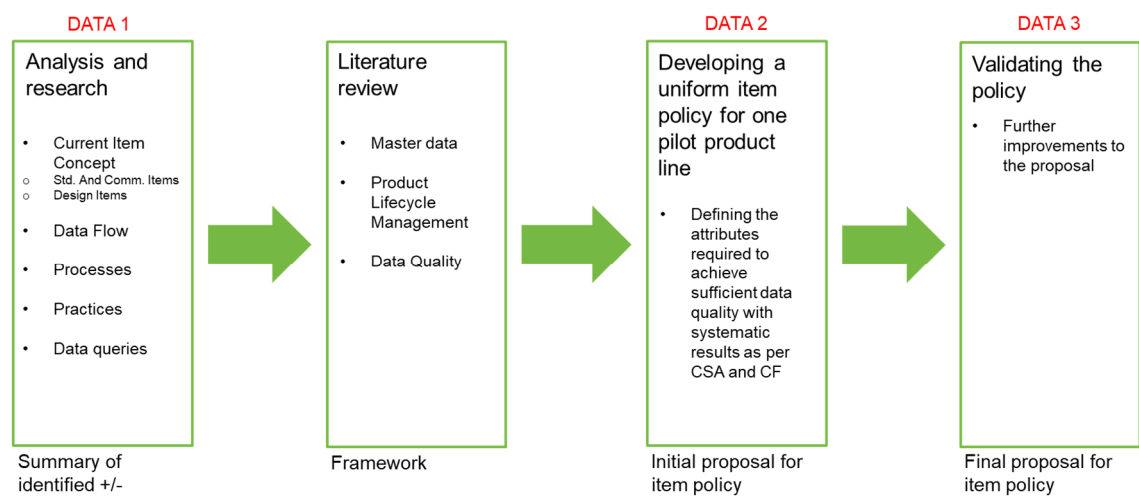 DATA 1
Analysis and
research
• Current Item
Concept
o Std. And Comm. Items
o Design Items
• Data Flow
• Processes
• Practices
• Data queries
Summary of
identified +/-
Literature
review
• Master data
• Product
Lifecycle
Management
• Data Quality
Framework
DATA 2
Developing a
uniform item
policy for one
pilot product
line
• Defining the
attributes
required to
achieve
sufficient data
quality with
systematic
results as per
CSA and CF
Initial proposal for
item policy
DATA 3
Validating the
policy
• Further
improvements to
the proposal
Final proposal for
item policy